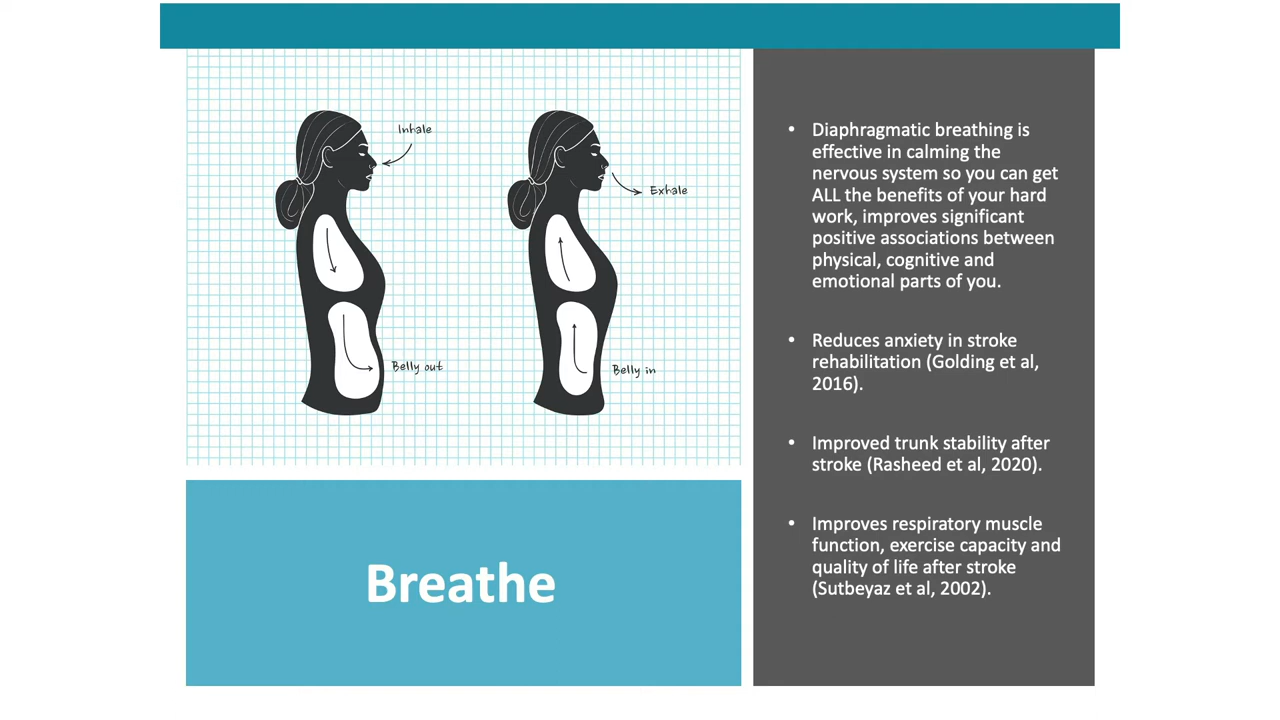 Inhale
Exhale
Belly out
Belly in
Breathe
• Diaphragmatic breathing is
effective in calming the
nervous system so you can get
ALL the benefits of your hard
work, improves significant
positive associations between
physical, cognitive and
emotional parts of you.
• Reduces anxiety in stroke
rehabilitation (Golding et al,
2016).
• Improved trunk stability after
stroke (Rasheed et al, 2020).
• Improves respiratory muscle
function, exercise capacity and
quality of life after stroke
(Sutbeyaz et al, 2002).